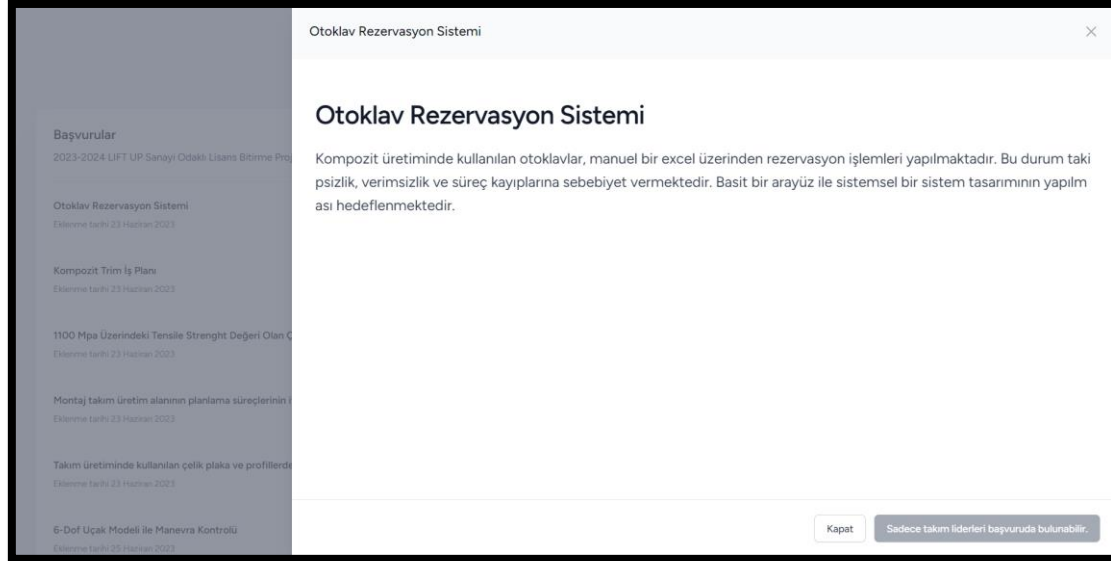 Otoklav Rezervasyon Sistemi
Otoklav Rezervasyon Sistemi
Kompozit üretiminde kullanılan otoklavlar, manuel bir excel üzerinden rezervasyon işlemleri yapılmaktadır. Bu durum taki
psizlik, verimsizlik ve süreç kayıplarına sebebiyet vermektedir. Basit bir arayüz ile sistemsel bir sistem tasarımının yapılm
ası hedeflenmektedir.
Kapat
Sadece takım liderleri başvuruda bulunabilir.
Başvurular
2023-2024 LIFT UP Sanayi Odaklı Lisans Bitirme Proj
Otoklav Rezervasyon Sistemi
Eklenme tarihi 23 Haziran 2023
Kompozit Trim İş Planı
Eklenme tarihi 23 Haziran 2023
1100 Mpa Üzerindeki Tensile Strenght Değeri Olan Ç
Eklenme tarihi 23 Haziran 2023
Montaj takım üretim alanının planlama süreçlerinin i
Eklenme tarihi 23 Haziran 2023
Takım üretiminde kullanılan çelik plaka ve profillerde
Eklenme tarihi 23 Haziran 2023
6-Dof Uçak Modeli ile Manevra Kontrolü
Eklenme tarihi 25 Haziran 2023